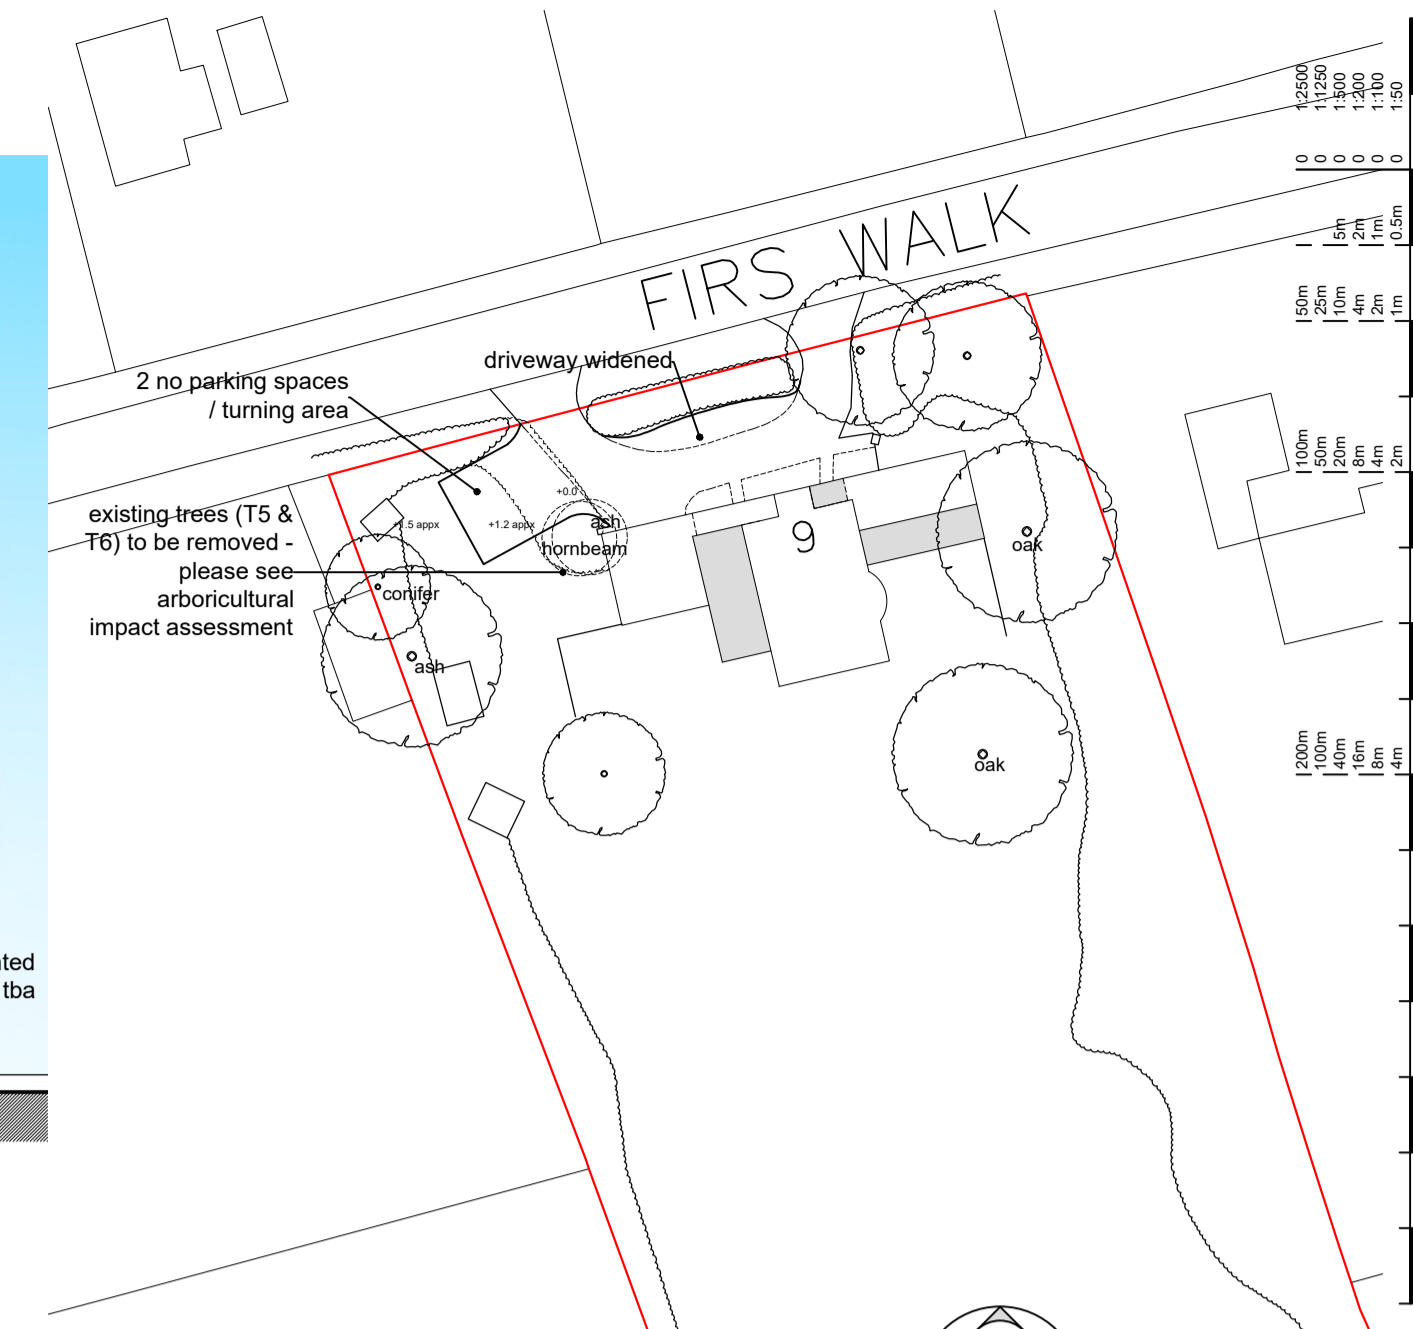 FIRS WALK
driveway widened
2 no parking spaces
/ turning area
existing trees (T5 &
T6) to be removed -
please see
arboricultural
impact assessment
+0.0
+1.5 appx
+1.2 appx
ash
hornbeam
conifer
ash
9
oak
oak
tba
1:2500
1:1250
1:500
1:200
1:100
1:50
0
0
0
0
0
0
5m
2m
1m
0.5m
50m
25m
10m
4m
2m
1m
100m
50m
20m
8m
4m
2m
200m
100m
40m
16m
8m
4m